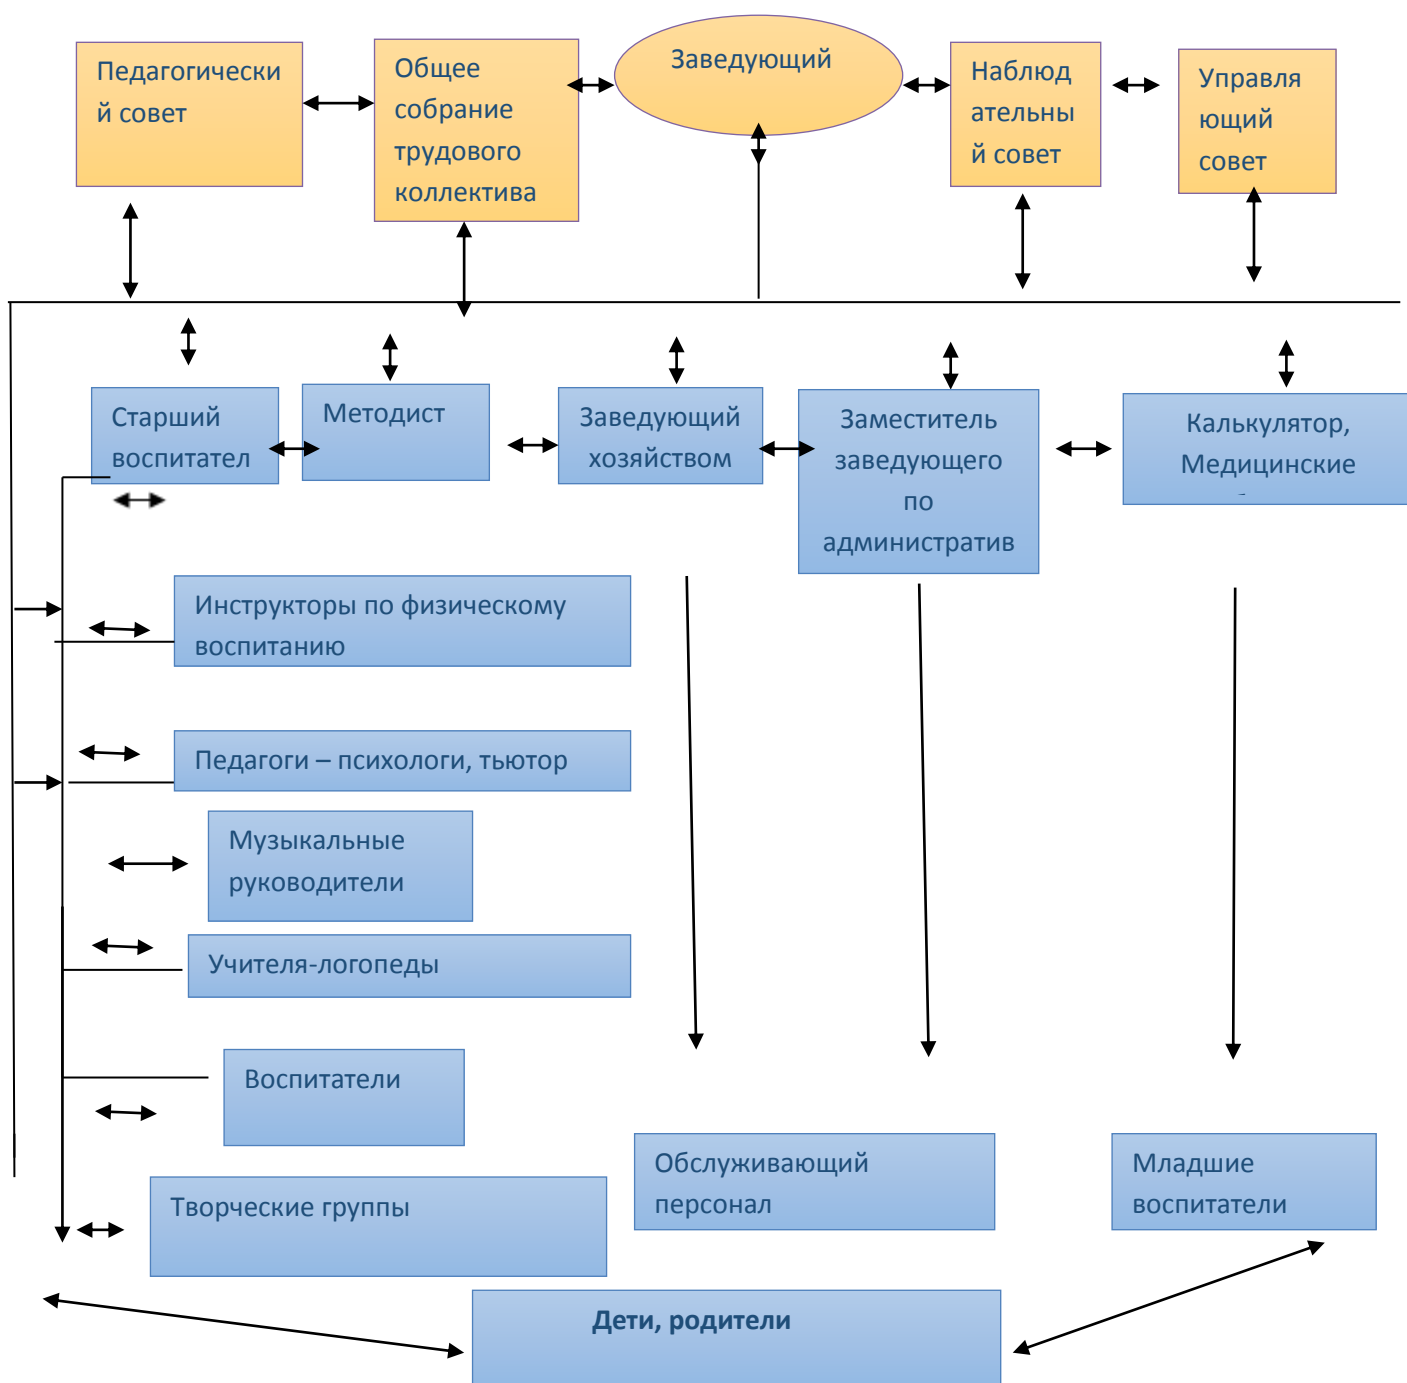 Педагогически
й совет
Общее
собрание
трудового
коллектива
Заведующий
Наблюд
ательны
й совет
Управля
ющий
совет
Старший
воспитател
Методист
Заведующий
хозяйством
Заместитель
заведующего
по
административ
Калькулятор,
Медицинские
Инструкторы по физическому
воспитанию
Педагоги – психологи, тьютор
Музыкальные
руководители
Учителя-логопеды
Воспитатели
Творческие группы
Обслуживающий
персонал
Младшие
воспитатели
Дети, родители